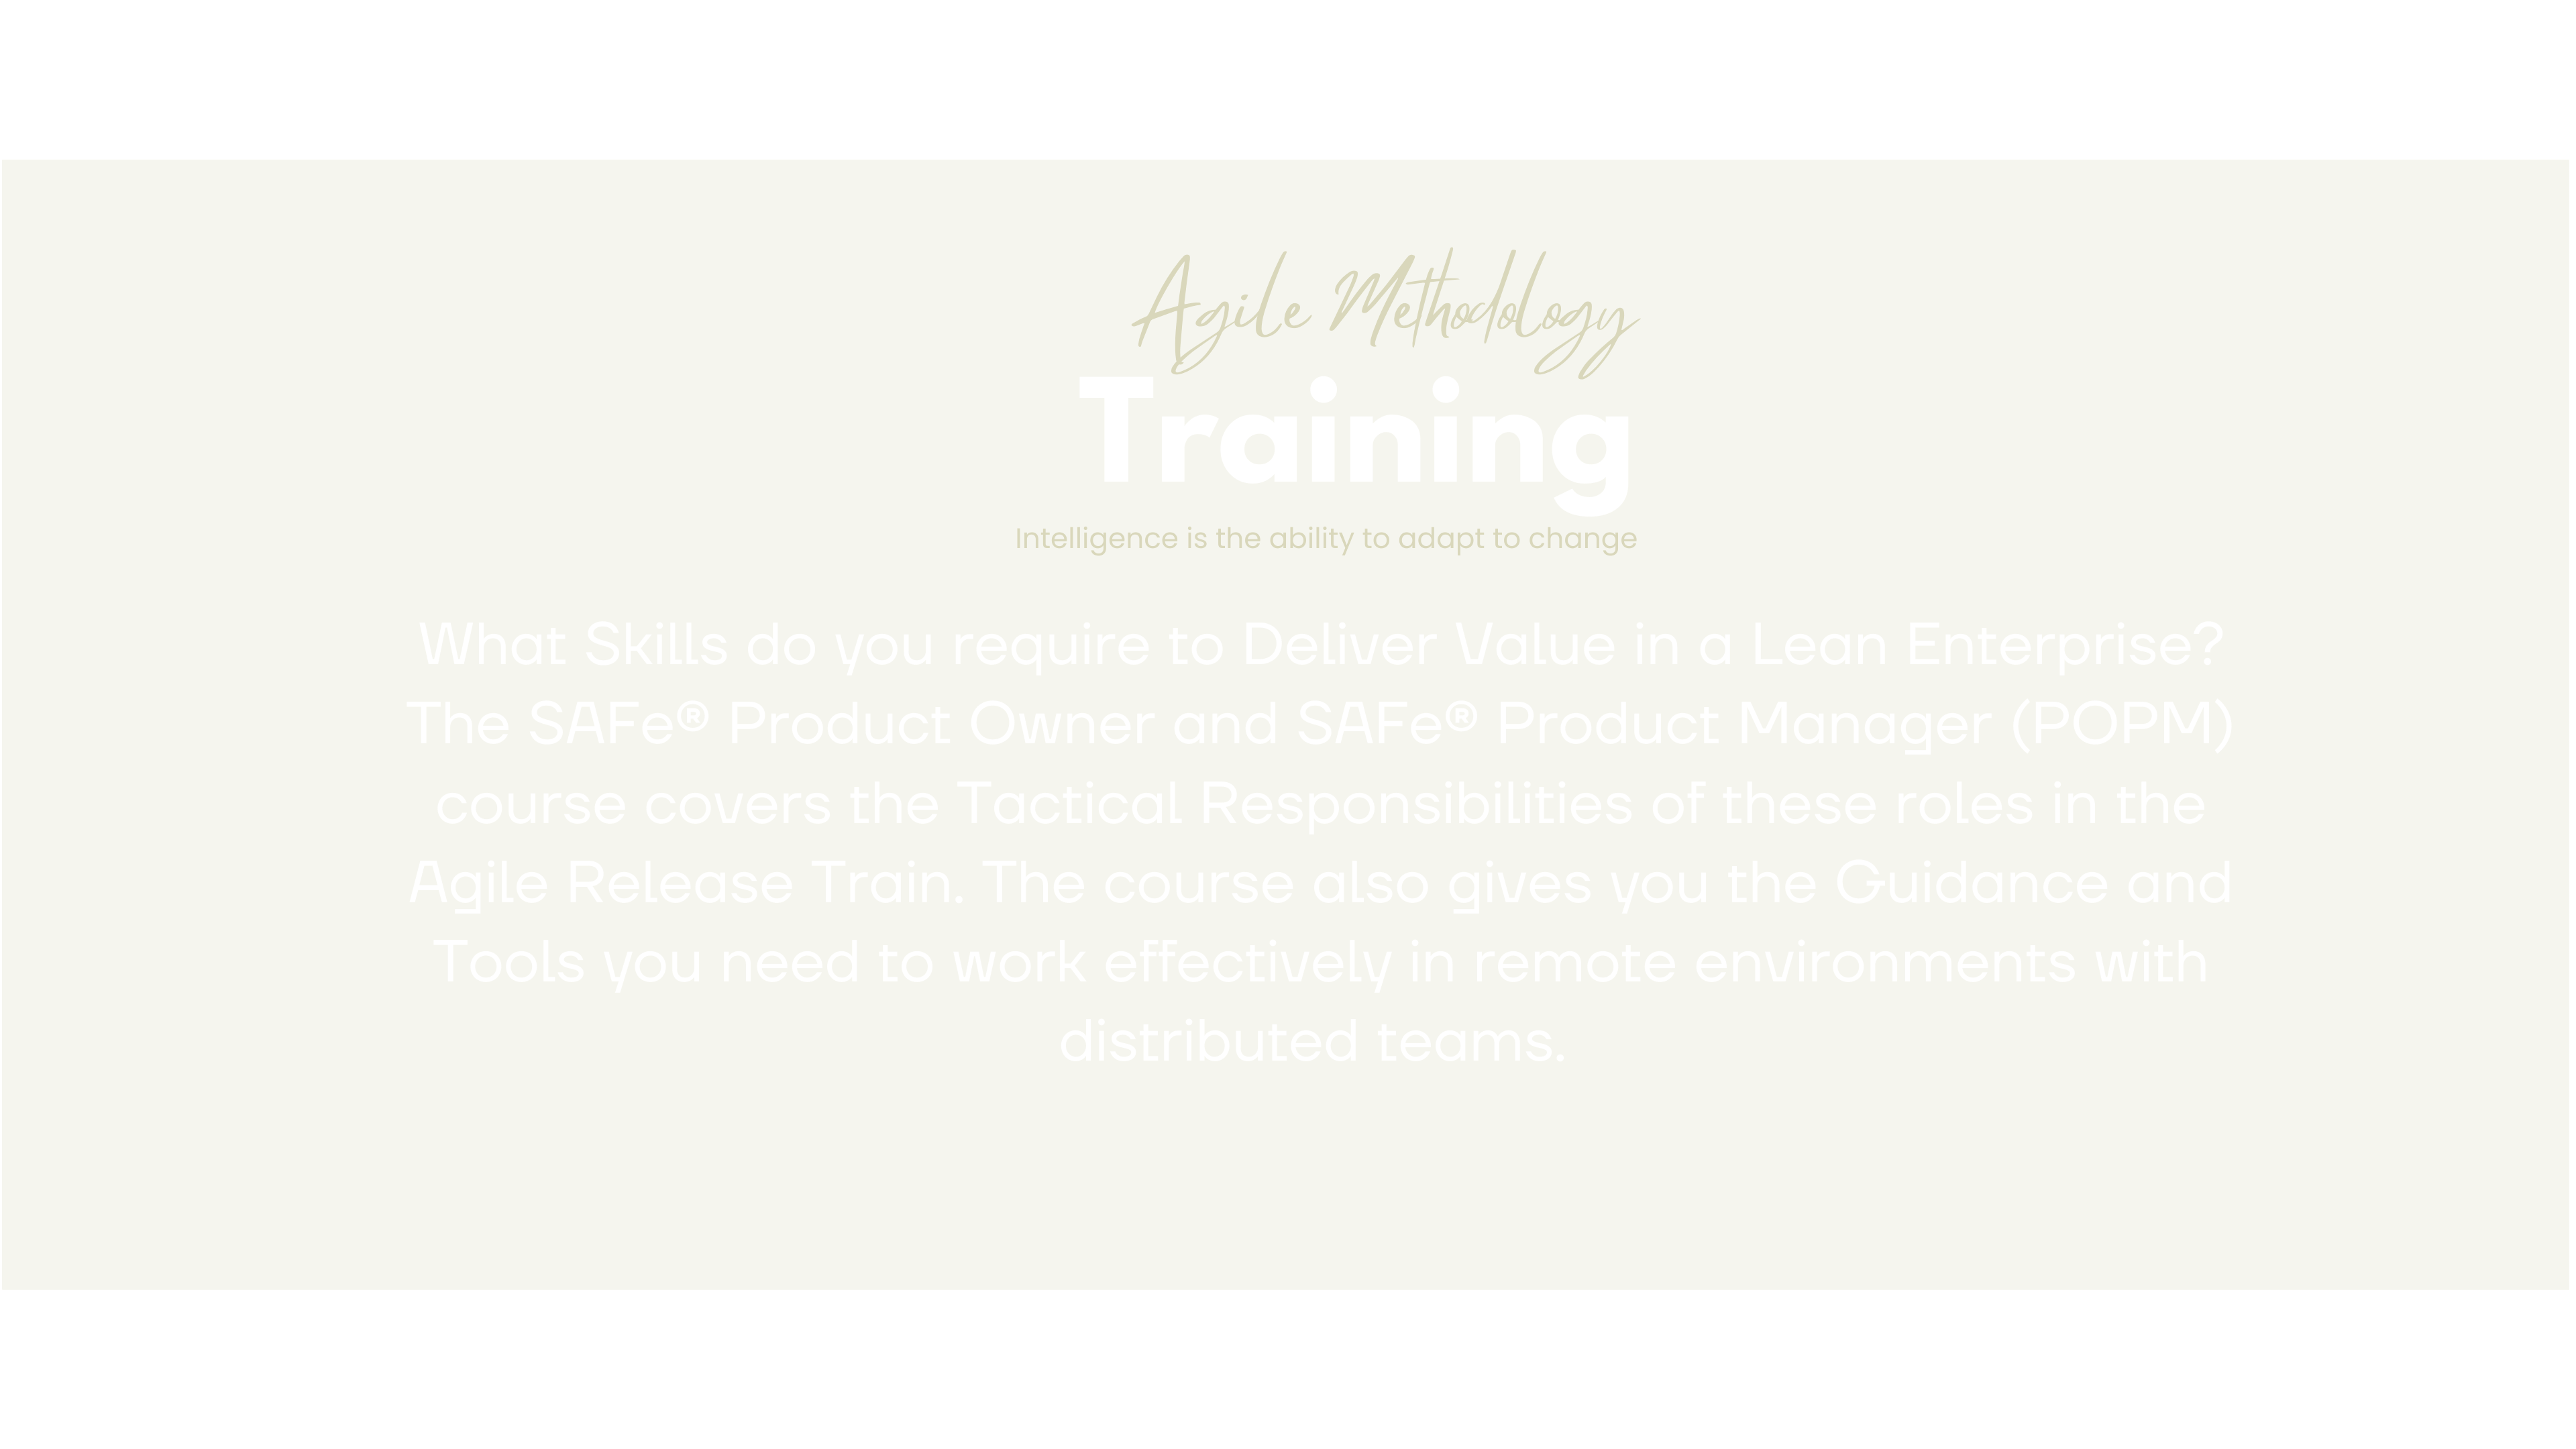 Agile Methodology
Training
Intelligence is the ability to adapt to change
What Skills do you require to Deliver Value in a Lean Enterprise?
The SAFe® Product Owner and SAFe® Product Manager (POPM)
course covers the Tactical Responsibilities of these roles in the
Agile Release Train. The course also gives you the Guidance and
Tools you need to work effectively in remote environments with
distributed teams.